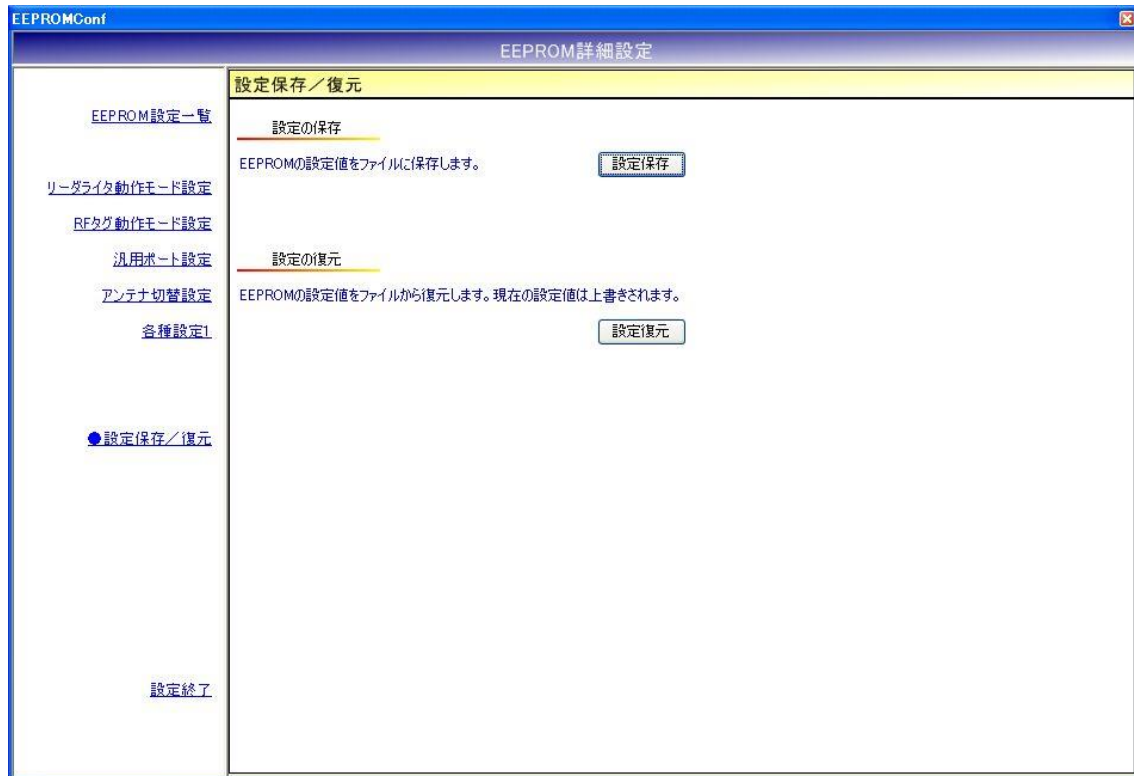 EEPROMConf
EEPROM詳細設定
EEPROM設定一覧
リーダライタ動作モード設定
RFタグ動作モード設定
汎用ポート設定
アンテナ切替設定
各種設定1
●設定保存／復元
設定終了
設定保存／復元
設定の保存
EEPROMの設定値をファイルに保存します。
設定保存
設定の復元
EEPROMの設定値をファイルから復元します。現在の設定値は上書きされます。
設定復元